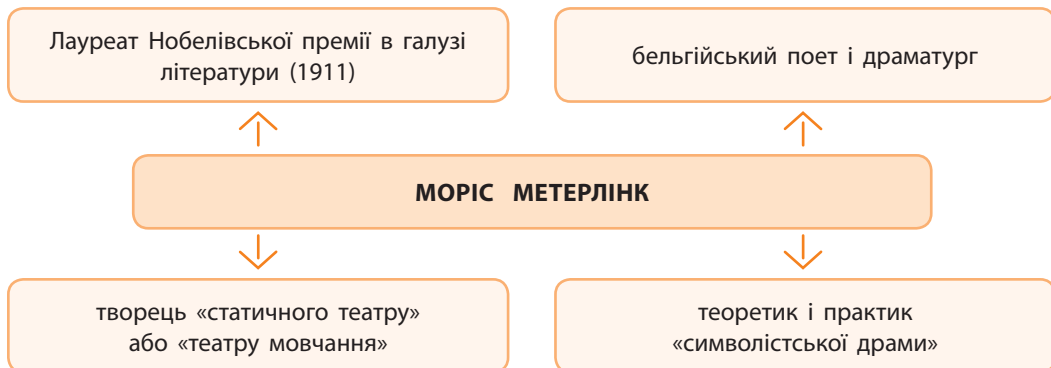 Лауреат Нобелівської премії в галузі
літератури (1911)
бельгійський поет і драматург
МОРІС МЕТЕРЛІНК
творець «статичного театру»
або «театру мовчання»
теоретик і практик
«символістської драми»